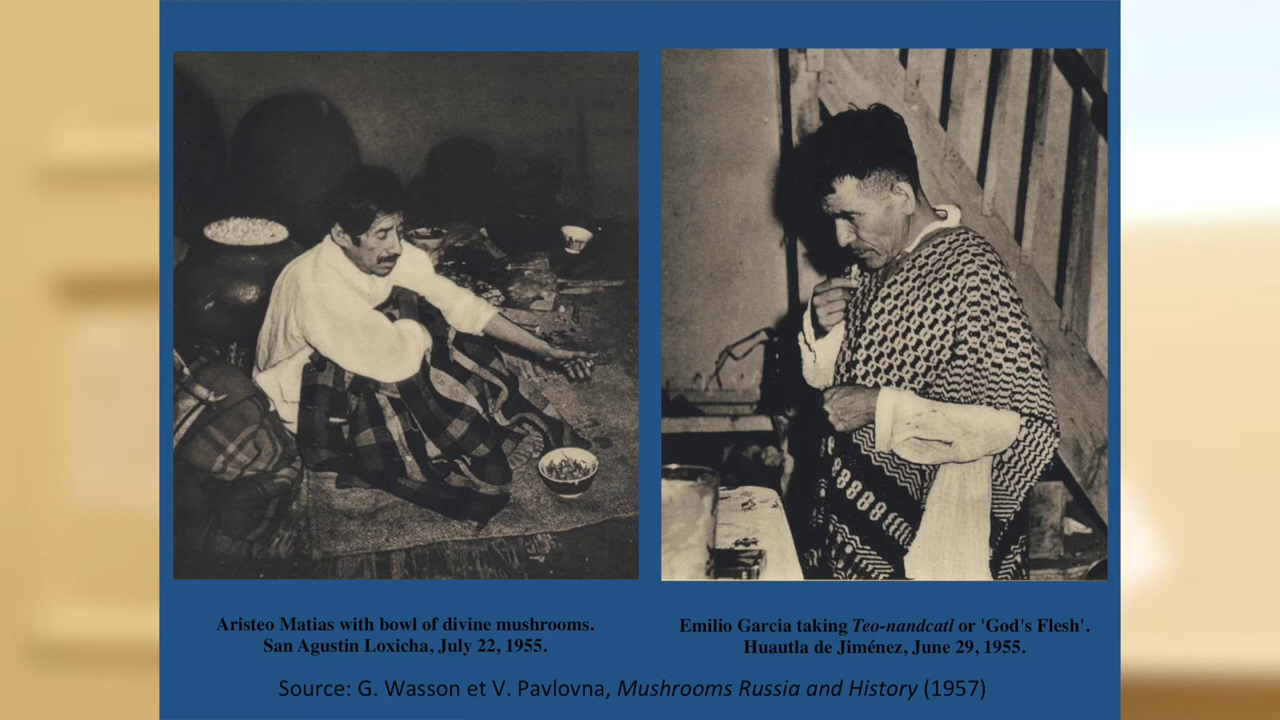 Aristeo Matias with bowl of divine mushrooms.
San Agustin Loxicha, July 22, 1955.
Emilio Garcia taking Teo-nandcatl or 'God's Flesh'.
Huautla de Jiménez, June 29, 1955.
Source: G. Wasson et V. Pavlovna, Mushrooms Russia and History (1957)